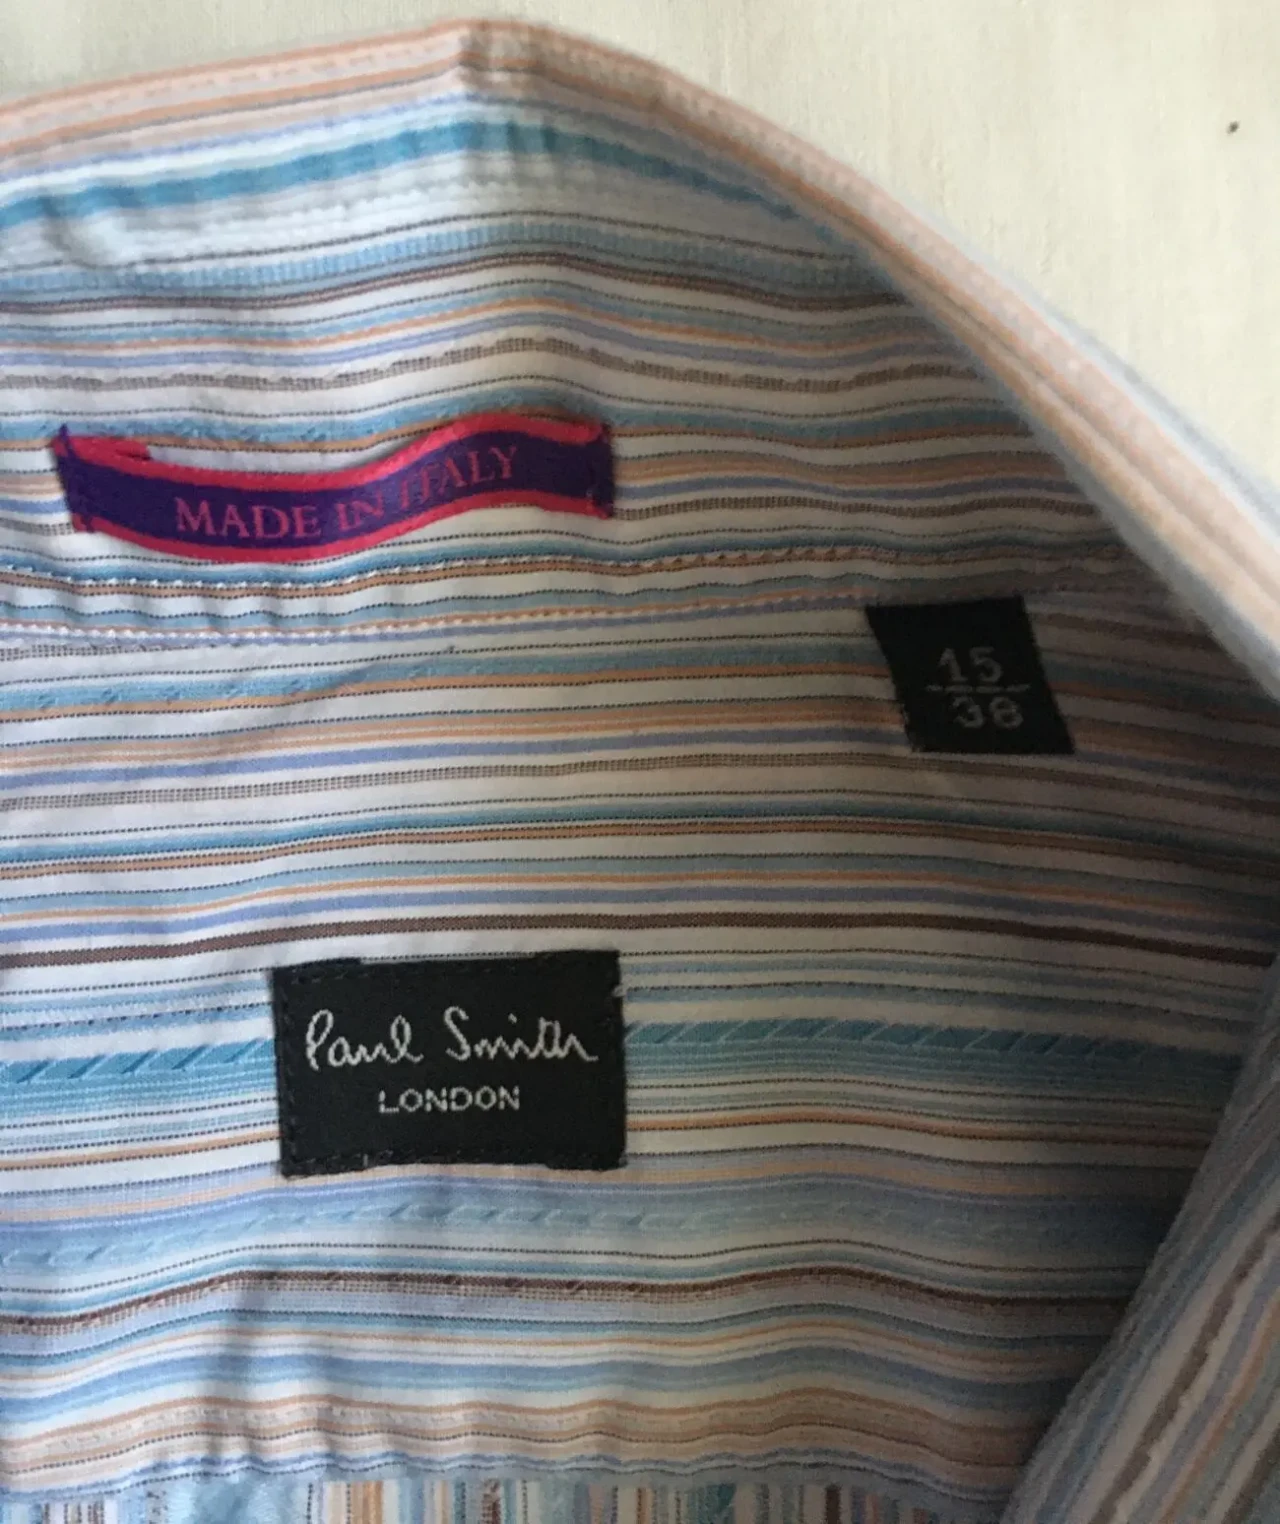 MADE IN ITALY
15
38
Paul Smith
LONDON